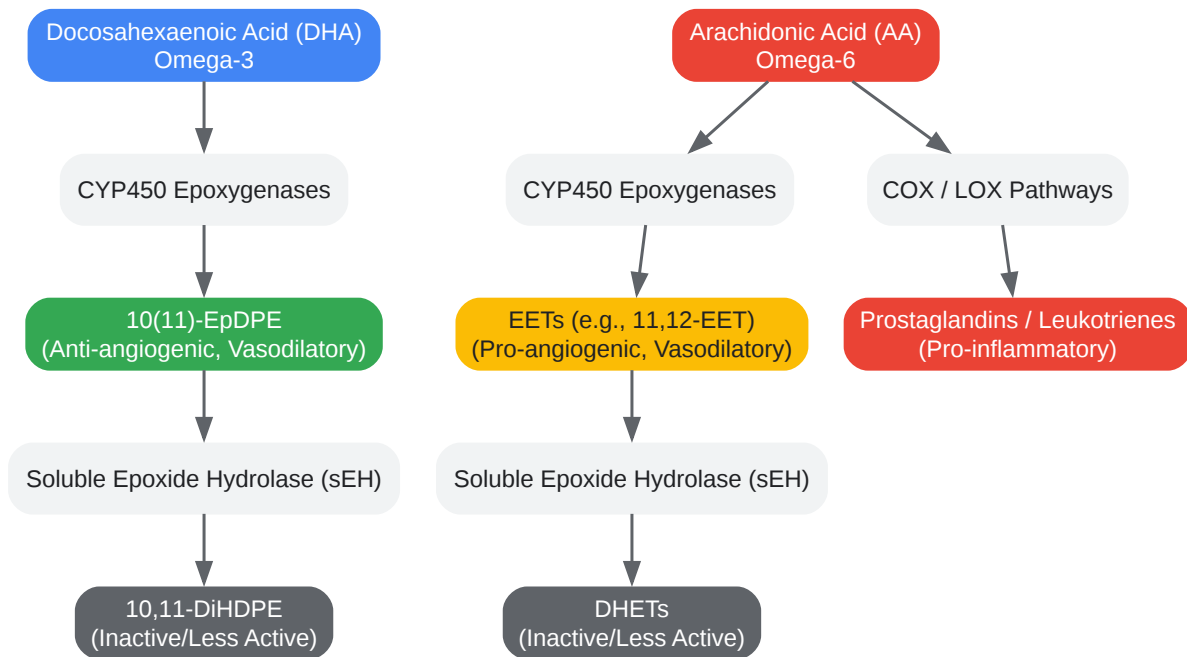 Docosahexaenoic Acid (DHA)
Omega-3
Arachidonic Acid (AA)
Omega-6
CYP450 Epoxygenases
CYP450 Epoxygenases
COX / LOX Pathways
10(11)-EpDPE
(Anti-angiogenic, Vasodilatory)
EETs (e.g., 11,12-EET)
(Pro-angiogenic, Vasodilatory)
Prostaglandins / Leukotrienes
(Pro-inflammatory)
Soluble Epoxide Hydrolase (sEH)
Soluble Epoxide Hydrolase (sEH)
10,11-DiHDPE
(Inactive/Less Active)
DHETs
(Inactive/Less Active)